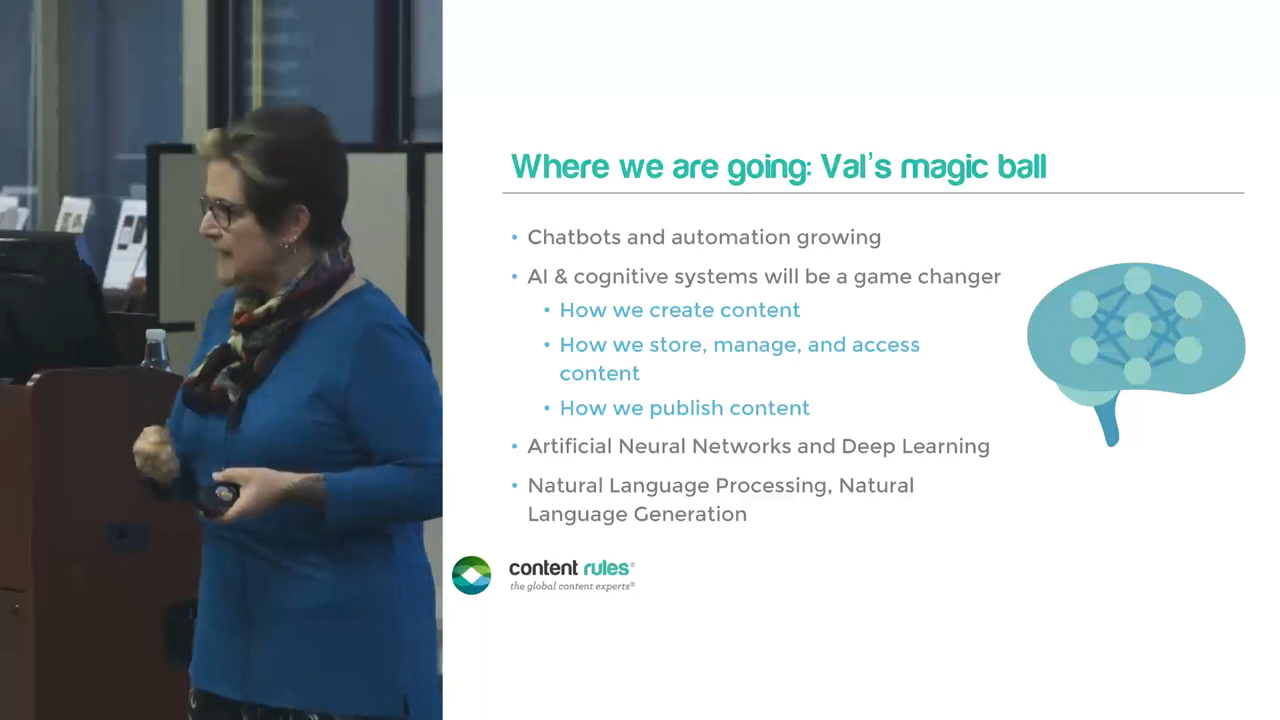 Where we are going: Val's magic ball
• Chatbots and automation growing
• AI & cognitive systems will be a game changer
• How we create content
• How we store, manage, and access
content
• How we publish content
• Artificial Neural Networks and Deep Learning
• Natural Language Processing, Natural
Language Generation
content rules®
the global content experts®